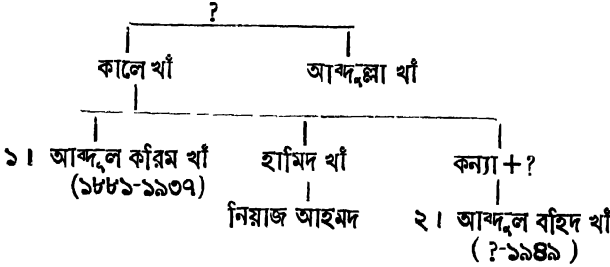 ?
কালে খাঁ আব্দুল্লা খাঁ
১। আব্দুল করিম খাঁ হামিদ খাঁ কন্যা + ?
(১৮৮১-১৯৩৭) নিয়াজ আহমদ ২। আব্দুল বহিদ খাঁ
( ?-১৯৪৯ )